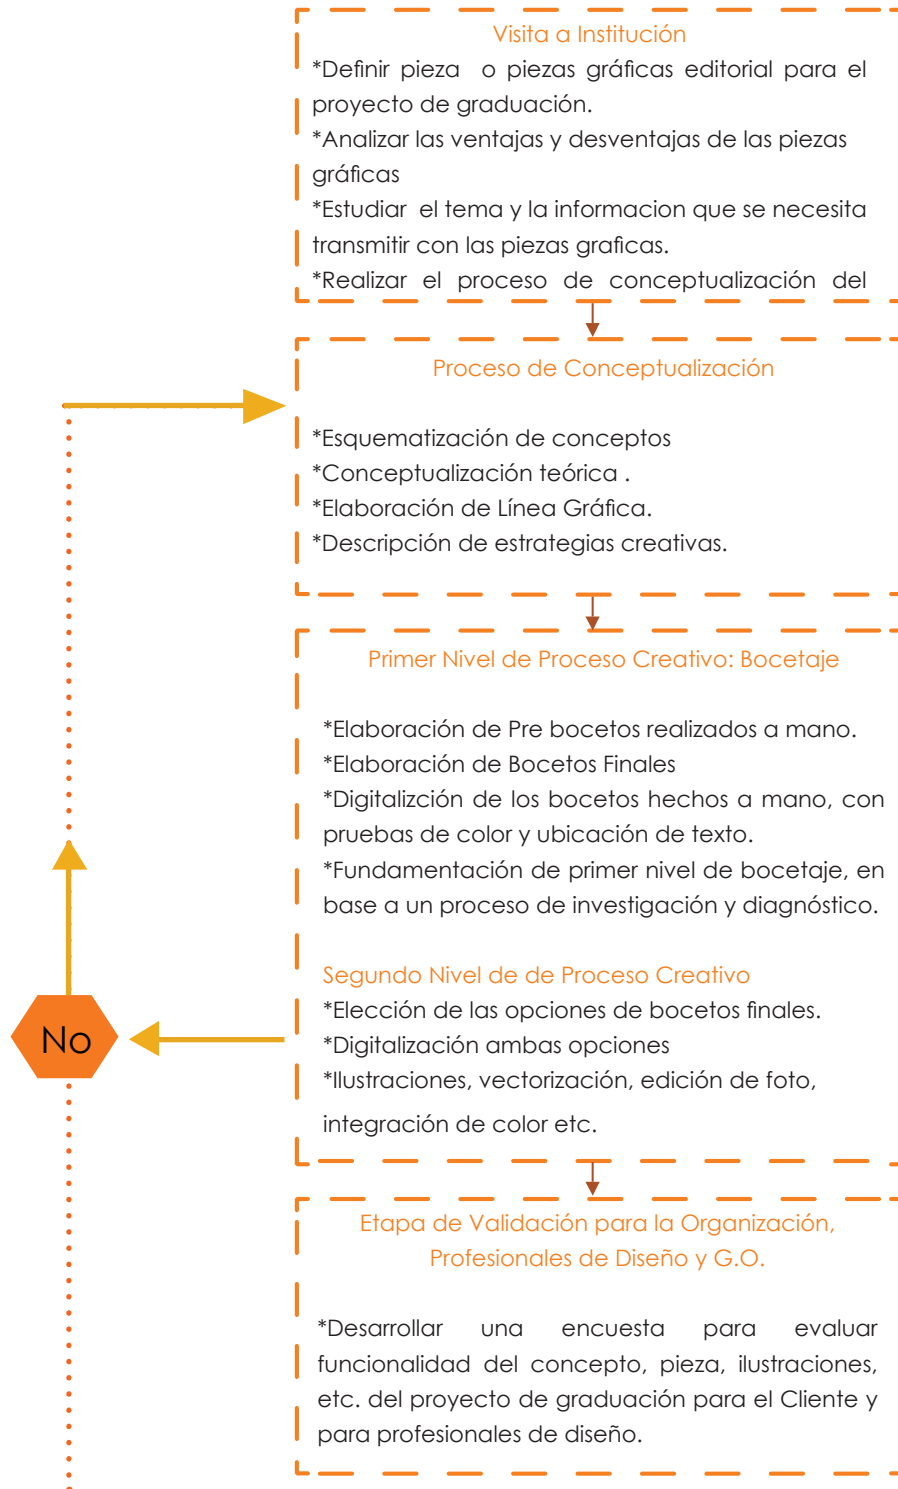 Visita a Institución
*Definir pieza o piezas gráficas editorial para el
proyecto de graduación.
*Analizar las ventajas y desventajas de las piezas
gráficas
*Estudiar el tema y la informacion que se necesita
transmitir con las piezas graficas.
*Realizar el proceso de conceptualización del
Proceso de Conceptualización
*Esquematización de conceptos
*Conceptualización teórica .
*Elaboración de Línea Gráfica.
*Descripción de estrategias creativas.
Primer Nivel de Proceso Creativo: Bocetaje
*Elaboración de Pre bocetos realizados a mano.
*Elaboración de Bocetos Finales
*Digitalizción de los bocetos hechos a mano, con
pruebas de color y ubicación de texto.
*Fundamentación de primer nivel de bocetaje, en
base a un proceso de investigación y diagnóstico.
Segundo Nivel de de Proceso Creativo
*Elección de las opciones de bocetos finales.
*Digitalización ambas opciones
*Ilustraciones, vectorización, edición de foto,
integración de color etc.
No
Etapa de Validación para la Organización,
Profesionales de Diseño y G.O.
*Desarrollar una encuesta para evaluar
funcionalidad del concepto, pieza, ilustraciones,
etc. del proyecto de graduación para el Cliente y
para profesionales de diseño.